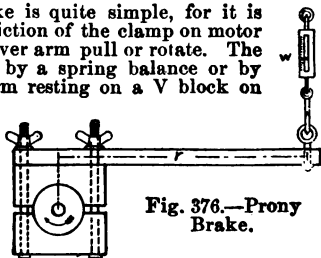 ke is quite simple, for it is
iction of the clamp on motor
ver arm pull or rotate. The
by a spring balance or by
m resting on a V block on
w
r
Fig. 376.—Prony
Brake.